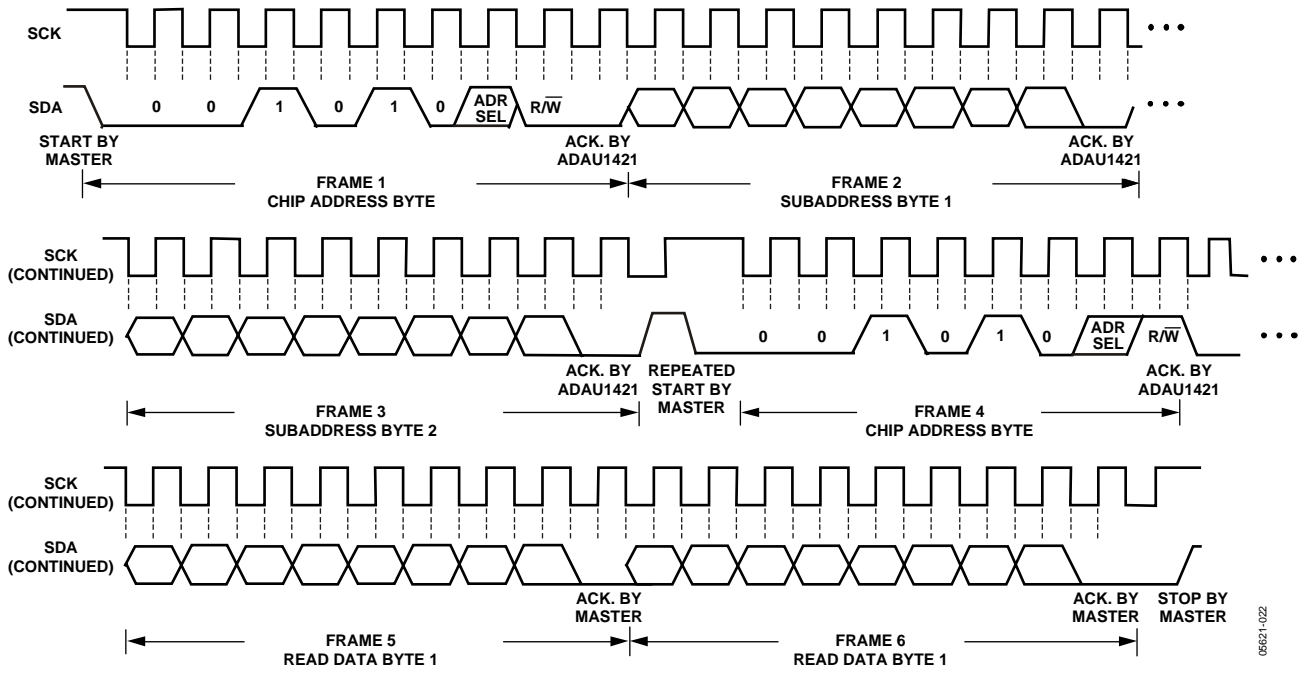 SCK
SDA
0 0 1 0 1 0 ADR SEL R/W̅
START BY MASTER
ACK. BY ADAU1421
ACK. BY ADAU1421
FRAME 1
CHIP ADDRESS BYTE
FRAME 2
SUBADDRESS BYTE 1
SCK
(CONTINUED)
SDA
(CONTINUED)
0 0 1 0 1 0 ADR SEL R/W̅
ACK. BY ADAU1421
REPEATED START BY MASTER
ACK. BY ADAU1421
FRAME 3
SUBADDRESS BYTE 2
FRAME 4
CHIP ADDRESS BYTE
SCK
(CONTINUED)
SDA
(CONTINUED)
ACK. BY MASTER
ACK. BY MASTER
STOP BY MASTER
FRAME 5
READ DATA BYTE 1
FRAME 6
READ DATA BYTE 1
05621-022